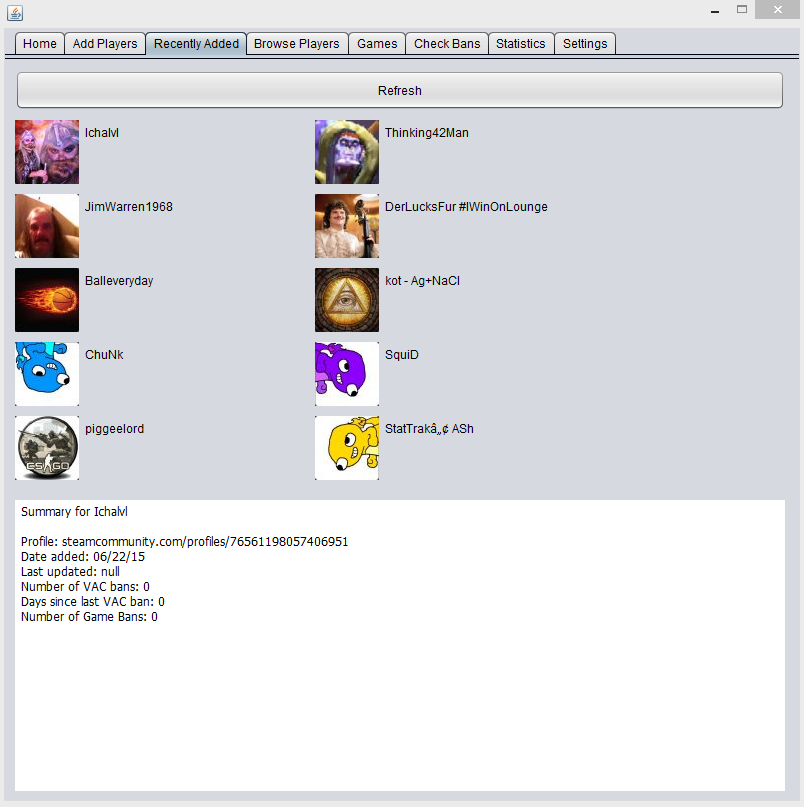 Home Add Players Recently Added Browse Players Games Check Bans Statistics Settings
Refresh
Ichalvl Thinking42Man
JimWarren1968 DerLucksFur #IWinOnLounge
Balleveryday kot - Ag+NaCl
ChuNk SquiD
piggeelord StatTrakâ„¢ ASh
CS GO
Summary for Ichalvl
Profile: steamcommunity.com/profiles/76561198057406951
Date added: 06/22/15
Last updated: null
Number of VAC bans: 0
Days since last VAC ban: 0
Number of Game Bans: 0